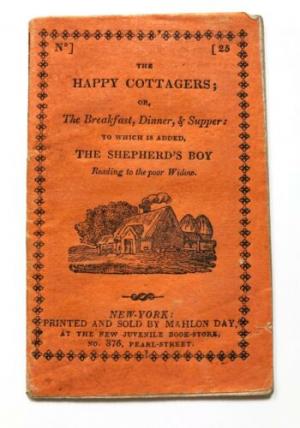 Nº] [25
THE
HAPPY COTTAGERS;
OR,
The Breakfast, Dinner, & Supper:
TO WHICH IS ADDED,
THE SHEPHERD'S BOY
Reading to the poor Widow.
NEW-YORK:
PRINTED AND SOLD BY MAHLON DAY,
AT THE NEW JUVENILE BOOK-STORE,
NO. 376, PEARL-STREET.